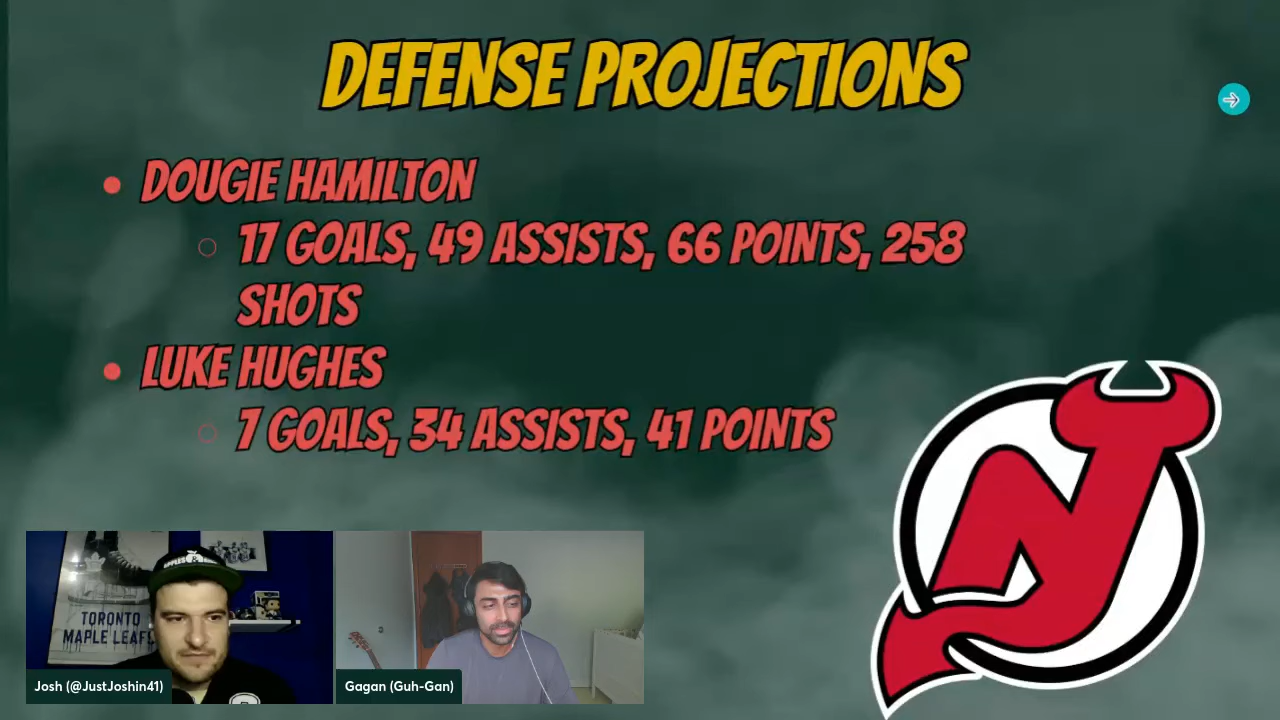 DEFENSE PROJECTIONS
DOUGIE HAMILTON
17 GOALS, 49 ASSISTS, 66 POINTS, 258
SHOTS
LUKE HUGHES
7 GOALS, 34 ASSISTS, 41 POINTS
TORONTO
MAPLE LEAFS
Josh (@JustJoshin41)
Gagan (Guh-Gan)